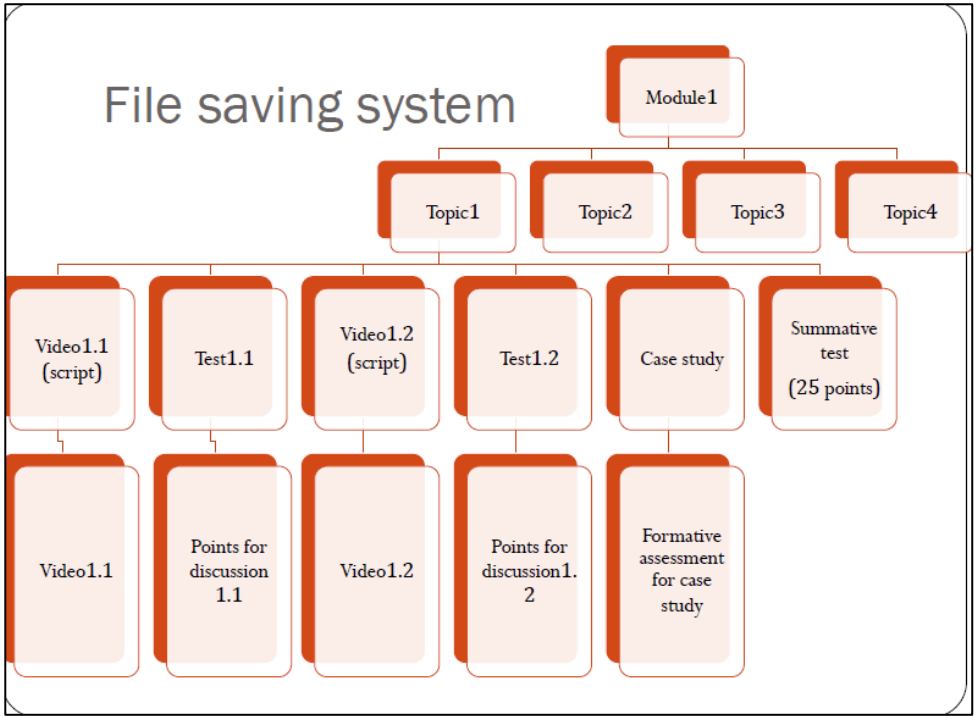 File saving system
Module1
Topic1
Topic2
Topic3
Topic4
Video1.1
(script)
Test1.1
Video1.2
(script)
Test1.2
Case study
Summative
test
(25 points)
Video1.1
Points for
discussion
1.1
Video1.2
Points for
discussion1.
2
Formative
assessment
for case
study